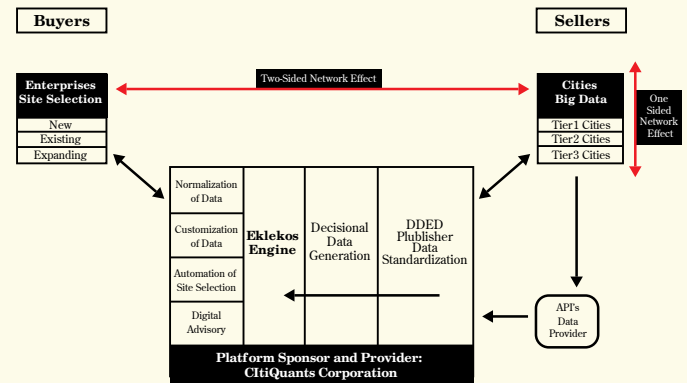 Buyers
Sellers
Two-Sided Network Effect
Enterprises
Site Selection
New
Existing
Expanding
Cities
Big Data
Tier1 Cities
Tier2 Cities
Tier3 Cities
One
Sided
Network
Effect
Normalization
of Data
Customization
of Data
Automation of
Site Selection
Digital
Advisory
Eklekos
Engine
Decisional
Data
Generation
DDED
Plublisher
Data
Standardization
API's
Data
Provider
Platform Sponsor and Provider:
CItiQuants Corporation